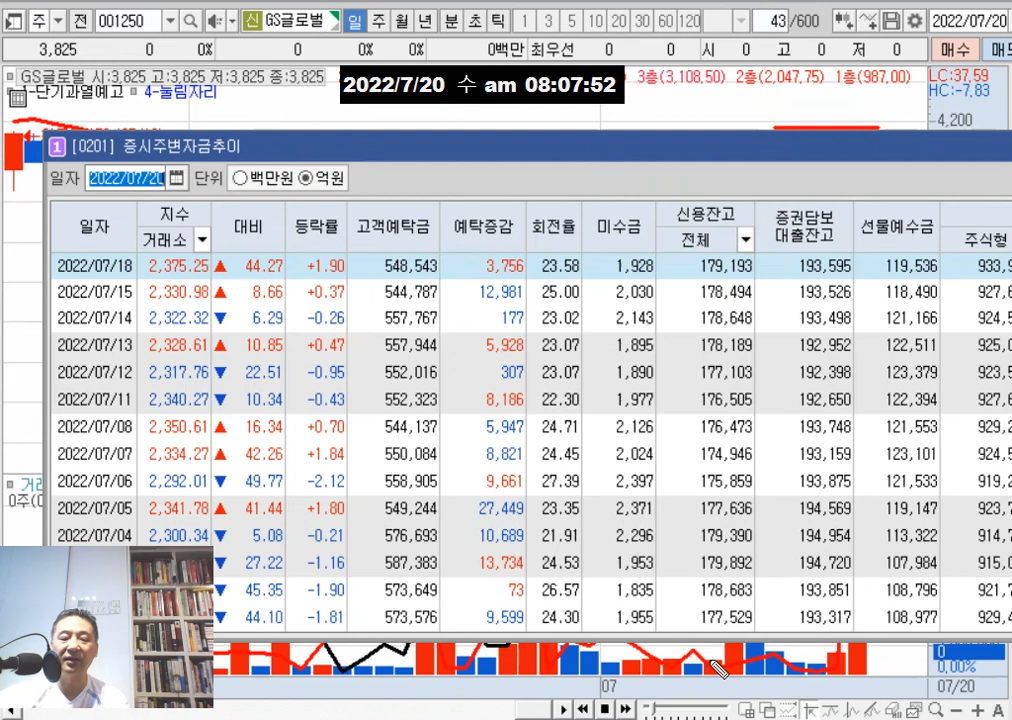 주 전 001250 신 GS글로벌 일 주 월 년 분 초 틱 1 3 5 10 20 30 60 120 43 /600 2022/07/20
3,825 0 0% 0 0% 0% 0백만 최우선 0 0 시 0 고 0 저 0 매수
GS글로벌 시:3,825 고:3,825 저:3,825 종:3,825 3층(3,108,50) 2층(2,047,75) 1층(987,00) LC:37,59
1-단기과열예고 4-눌림자리 HC:-7,83
2022/7/20 수 am 08:07:52
4,200
1 [0201] 증시주변자금추이
일자 2022/07/20 단위 백만원 억원
일자 지수 거래소 대비 등락률 고객예탁금 예탁증감 회전율 미수금 신용잔고 전체 증권담보 대출잔고 선물예수금 주식형
2022/07/18 2,375.25 ▲ 44.27 +1.90 548,543 3,756 23.58 1,928 179,193 193,595 119,536 933,9
2022/07/15 2,330.98 ▲ 8.66 +0.37 544,787 12,981 25.00 2,030 178,494 193,526 118,490 927,6
2022/07/14 2,322.32 ▼ 6.29 -0.26 557,767 177 23.02 2,143 178,648 193,498 121,166 924,5
2022/07/13 2,328.61 ▲ 10.85 +0.47 557,944 5,928 23.07 1,895 178,189 192,952 122,511 925,0
2022/07/12 2,317.76 ▼ 22.51 -0.95 552,016 307 23.07 1,890 177,103 192,398 123,379 923,5
2022/07/11 2,340.27 ▼ 10.34 -0.43 552,323 8,186 22.30 1,977 176,505 192,650 122,394 927,6
2022/07/08 2,350.61 ▲ 16.34 +0.70 544,137 5,947 24.71 2,126 176,473 193,748 121,553 929,2
2022/07/07 2,334.27 ▲ 42.26 +1.84 550,084 8,821 24.45 2,024 174,946 193,159 123,101 924,5
2022/07/06 2,292.01 ▼ 49.77 -2.12 558,905 9,661 27.39 2,397 175,859 193,875 121,533 919,2
2022/07/05 2,341.78 ▲ 41.44 +1.80 549,244 27,449 23.35 2,371 177,636 194,569 119,147 923,7
2022/07/04 2,300.34 ▼ 5.08 -0.21 576,693 10,689 21.91 2,296 179,390 194,954 113,322 914,7
▼ 27.22 -1.16 587,383 13,734 24.53 1,953 179,892 194,720 107,984 915,0
▼ 45.35 -1.90 573,649 73 26.57 1,835 178,683 193,851 108,796 921,7
▼ 44.10 -1.81 573,576 9,599 24.30 1,955 177,529 193,317 108,977 929,4
0
0,00%
07 07/20